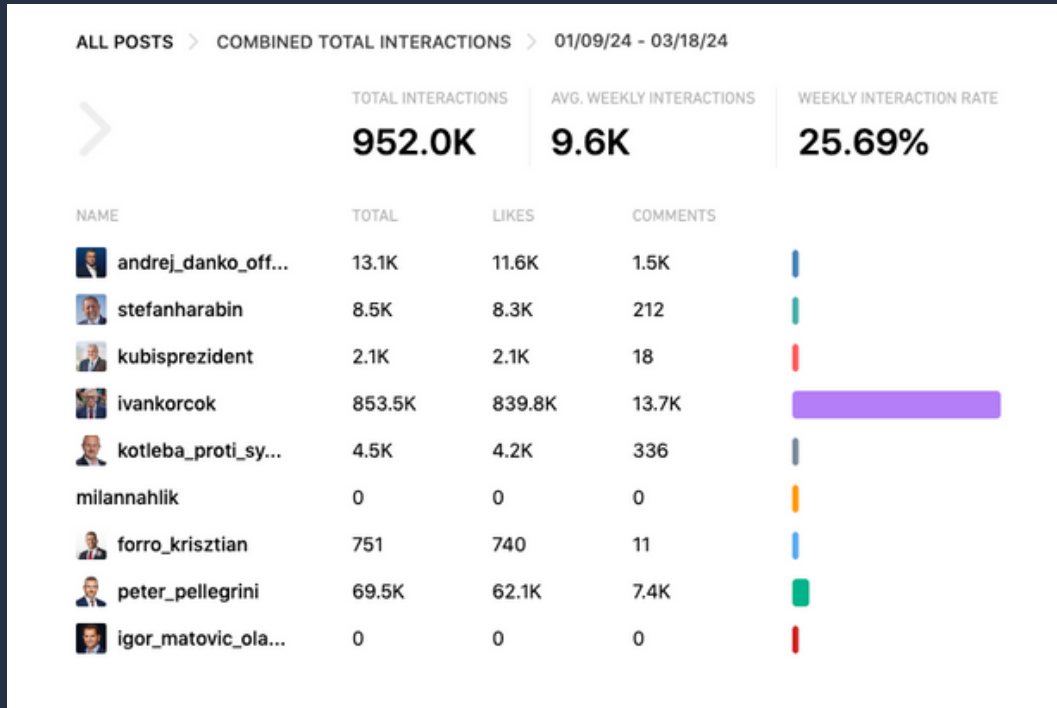 ALL POSTS > COMBINED TOTAL INTERACTIONS > 01/09/24 - 03/18/24
TOTAL INTERACTIONS AVG. WEEKLY INTERACTIONS WEEKLY INTERACTION RATE
952.0K 9.6K 25.69%
NAME TOTAL LIKES COMMENTS
andrej_danko_off... 13.1K 11.6K 1.5K
stefanharabin 8.5K 8.3K 212
kubisprezident 2.1K 2.1K 18
ivankorcok 853.5K 839.8K 13.7K
kotleba_proti_sy... 4.5K 4.2K 336
milannahlik 0 0 0
forro_krisztian 751 740 11
peter_pellegrini 69.5K 62.1K 7.4K
igor_matovic_ola... 0 0 0